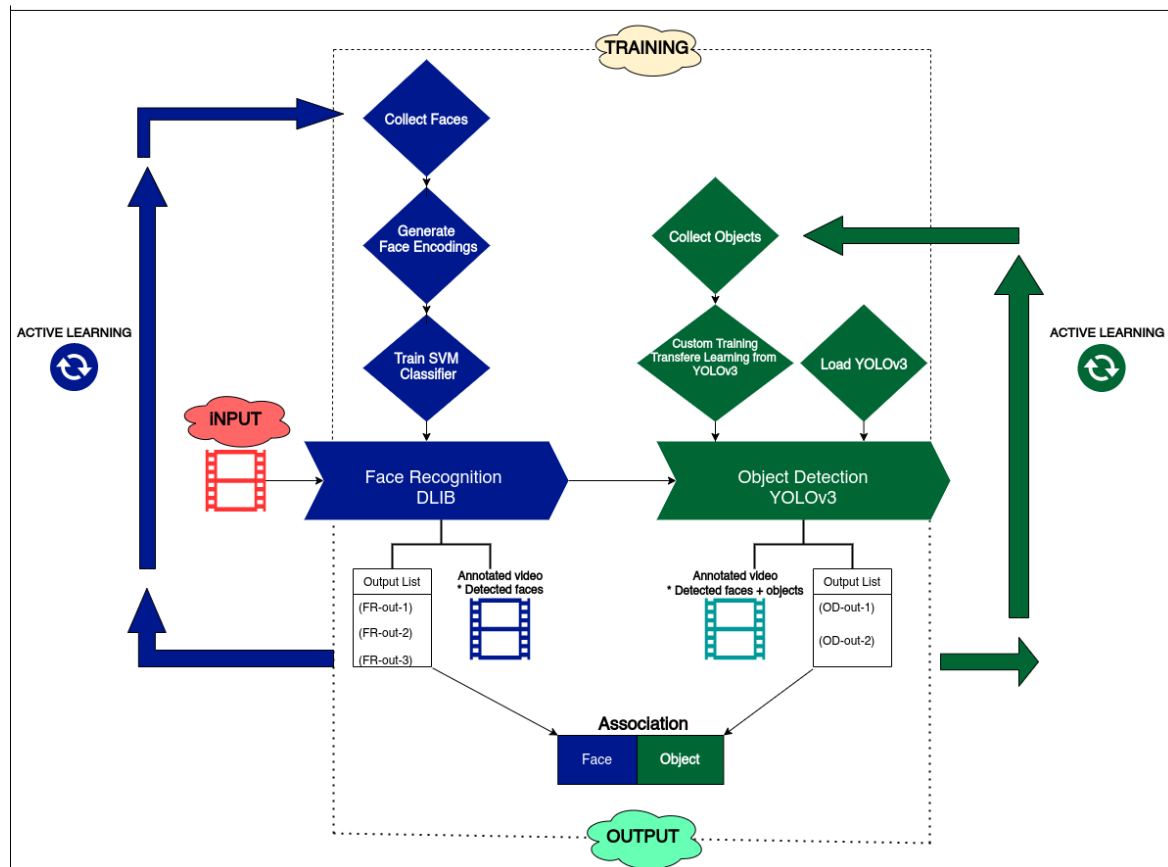 TRAINING
Collect Faces
Generate
Face Encodings
Collect Objects
ACTIVE LEARNING
Train SVM
Classifier
Custom Training
Transfere Learning from
YOLOv3
Load YOLOv3
ACTIVE LEARNING
INPUT
Face Recognition
DLIB
Object Detection
YOLOv3
Output List
(FR-out-1)
(FR-out-2)
(FR-out-3)
Annotated video
* Detected faces
Annotated video
* Detected faces + objects
Output List
(OD-out-1)
(OD-out-2)
Association
Face
Object
OUTPUT